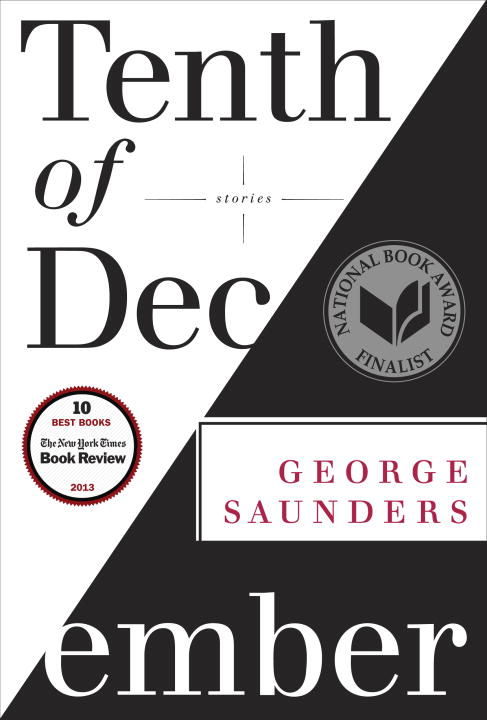 Tenth
of
stories
Dec
NATIONAL BOOK AWARD
FINALIST
10
BEST BOOKS
The New York Times
Book Review
2013
GEORGE
SAUNDERS
ember